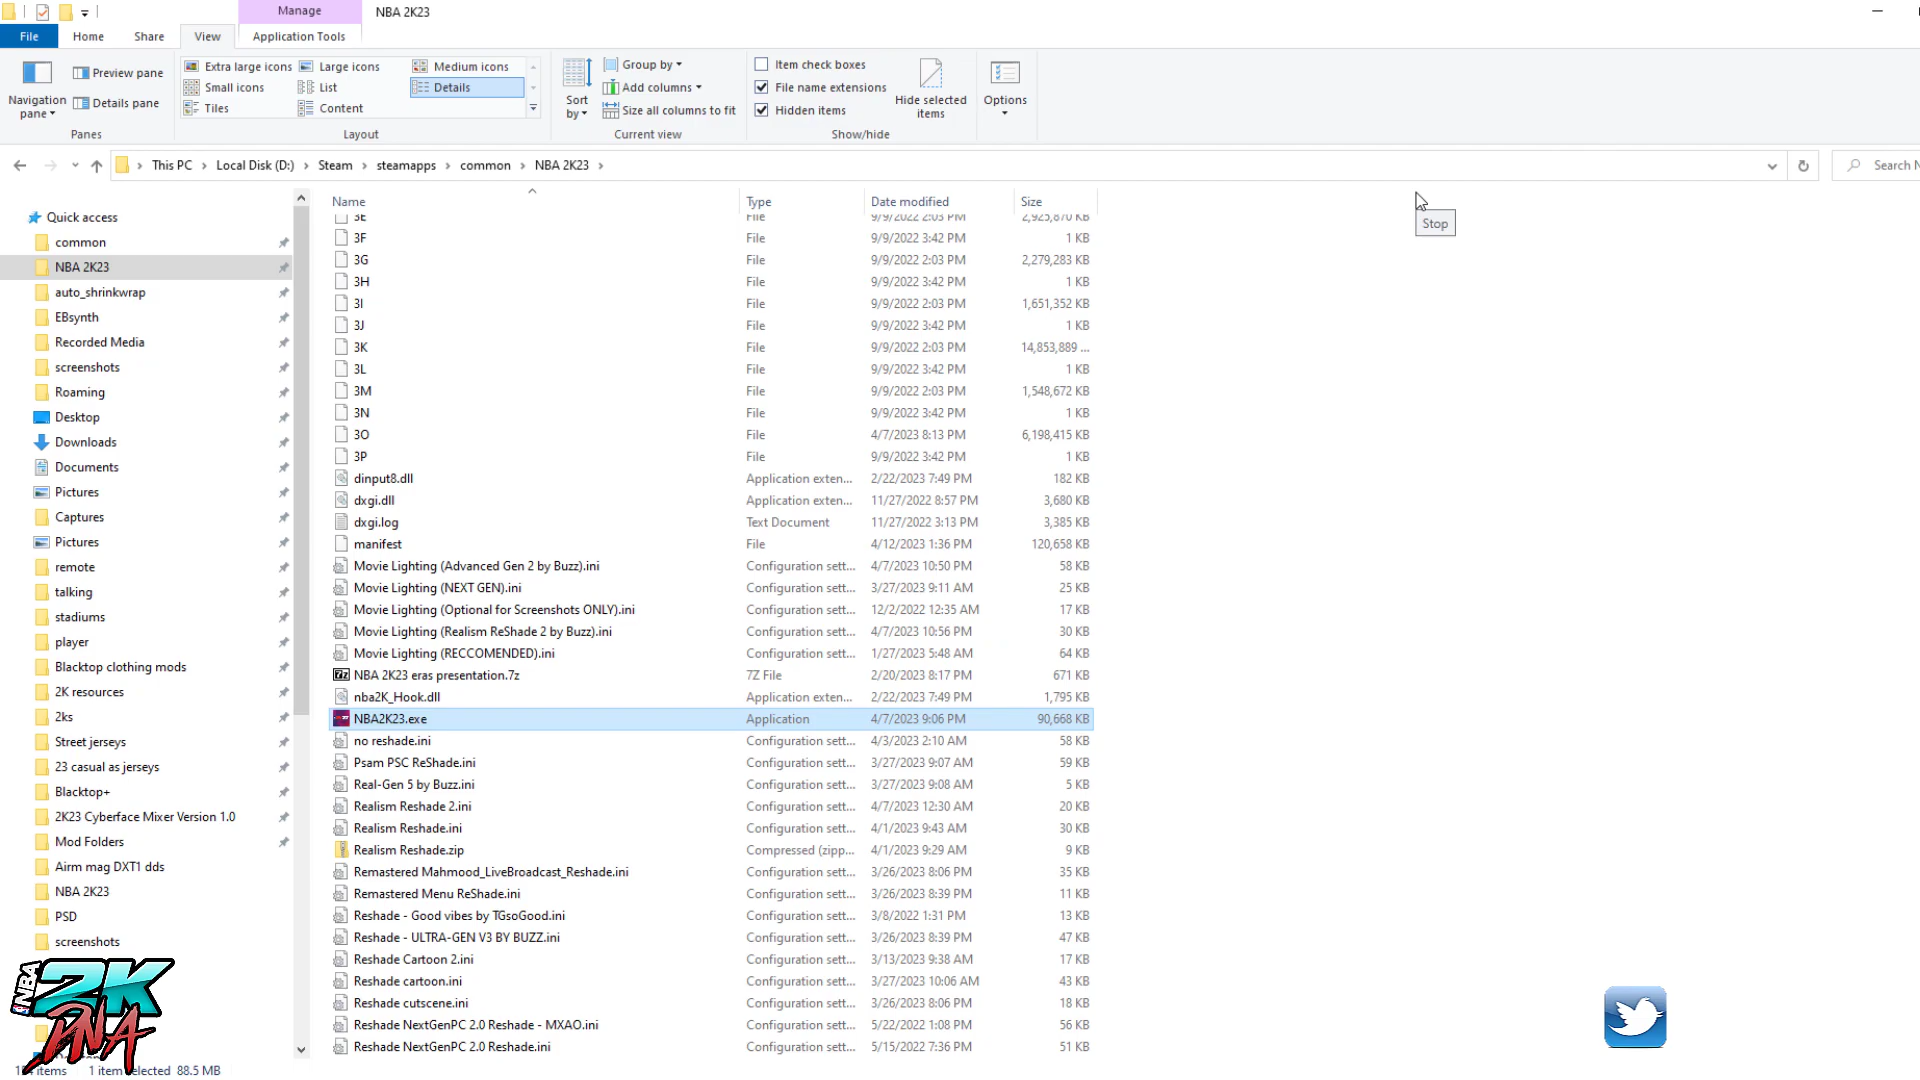 Manage
NBA 2K23
File
Home
Share
View
Application Tools
Navigation pane
Preview pane
Details pane
Panes
Extra large icons
Large icons
Medium icons
Small icons
List
Details
Tiles
Content
Layout
Sort by
Group by
Add columns
Size all columns to fit
Current view
Item check boxes
File name extensions
Hidden items
Hide selected items
Show/hide
Options
This PC > Local Disk (D:) > Steam > steamapps > common > NBA 2K23 >
Search N
Stop
Quick access
common
NBA 2K23
auto_shrinkwrap
EBsynth
Recorded Media
screenshots
Roaming
Desktop
Downloads
Documents
Pictures
Captures
Pictures
remote
talking
stadiums
player
Blacktop clothing mods
2K resources
2ks
Street jerseys
23 casual as jerseys
Blacktop+
2K23 Cyberface Mixer Version 1.0
Mod Folders
Airm mag DXT1 dds
NBA 2K23
PSD
screenshots
Name Type Date modified Size
3E File 9/9/2022 2:03 PM 2,925,870 KB
3F File 9/9/2022 3:42 PM 1 KB
3G File 9/9/2022 2:03 PM 2,279,283 KB
3H File 9/9/2022 3:42 PM 1 KB
3I File 9/9/2022 2:03 PM 1,651,352 KB
3J File 9/9/2022 3:42 PM 1 KB
3K File 9/9/2022 2:03 PM 14,853,889 ...
3L File 9/9/2022 3:42 PM 1 KB
3M File 9/9/2022 2:03 PM 1,548,672 KB
3N File 9/9/2022 3:42 PM 1 KB
3O File 4/7/2023 8:13 PM 6,198,415 KB
3P File 9/9/2022 3:42 PM 1 KB
dinput8.dll Application exten... 2/22/2023 7:49 PM 182 KB
dxgi.dll Application exten... 11/27/2022 8:57 PM 3,680 KB
dxgi.log Text Document 11/27/2022 3:13 PM 3,385 KB
manifest File 4/12/2023 1:36 PM 120,658 KB
Movie Lighting (Advanced Gen 2 by Buzz).ini Configuration sett... 4/7/2023 10:50 PM 58 KB
Movie Lighting (NEXT GEN).ini Configuration sett... 3/27/2023 9:11 AM 25 KB
Movie Lighting (Optional for Screenshots ONLY).ini Configuration sett... 12/2/2022 12:35 AM 17 KB
Movie Lighting (Realism ReShade 2 by Buzz).ini Configuration sett... 4/7/2023 10:56 PM 30 KB
Movie Lighting (RECCOMENDED).ini Configuration sett... 1/27/2023 5:48 AM 64 KB
NBA 2K23 eras presentation.7z 7Z File 2/20/2023 8:17 PM 671 KB
nba2K_Hook.dll Application exten... 2/22/2023 7:49 PM 1,795 KB
NBA2K23.exe Application 4/7/2023 9:06 PM 90,668 KB
no reshade.ini Configuration sett... 4/3/2023 2:10 AM 58 KB
Psam PSC ReShade.ini Configuration sett... 3/27/2023 9:07 AM 59 KB
Real-Gen 5 by Buzz.ini Configuration sett... 3/27/2023 9:08 AM 5 KB
Realism Reshade 2.ini Configuration sett... 4/7/2023 12:30 AM 20 KB
Realism Reshade.ini Configuration sett... 4/1/2023 9:43 AM 30 KB
Realism Reshade.zip Compressed (zipp... 4/1/2023 9:29 AM 9 KB
Remastered Mahmood_LiveBroadcast_Reshade.ini Configuration sett... 3/26/2023 8:06 PM 35 KB
Remastered Menu ReShade.ini Configuration sett... 3/26/2023 8:39 PM 11 KB
Reshade - Good vibes by TGsoGood.ini Configuration sett... 3/8/2022 1:31 PM 13 KB
Reshade - ULTRA-GEN V3 BY BUZZ.ini Configuration sett... 3/26/2023 8:39 PM 47 KB
Reshade Cartoon 2.ini Configuration sett... 3/13/2023 9:38 AM 17 KB
Reshade cartoon.ini Configuration sett... 3/27/2023 10:06 AM 43 KB
Reshade cutscene.ini Configuration sett... 3/26/2023 8:06 PM 18 KB
Reshade NextGenPC 2.0 Reshade - MXAO.ini Configuration sett... 5/22/2022 1:08 PM 56 KB
Reshade NextGenPC 2.0 Reshade.ini Configuration sett... 5/15/2022 7:36 PM 51 KB
NBA 2K DNA
items 1 item selected 88.5 MB